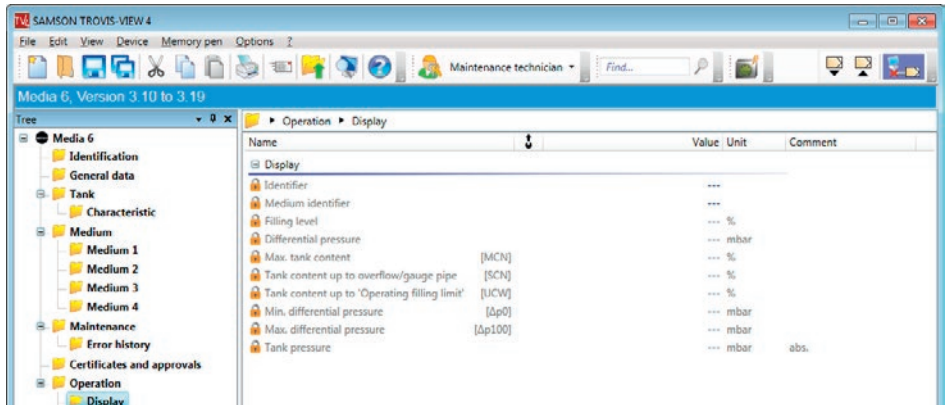 TV4 SAMSON TROVIS-VIEW 4
File Edit View Device Memory pen Options ?
Maintenance technician Find...
Media 6, Version 3.10 to 3.19
Tree
Operation Display
Media 6
Identification
General data
Tank
Characteristic
Medium
Medium 1
Medium 2
Medium 3
Medium 4
Maintenance
Error history
Certificates and approvals
Operation
Display
Name Value Unit Comment
Display
Identifier ---
Medium identifier ---
Filling level --- %
Differential pressure --- mbar
Max. tank content [MCN] --- %
Tank content up to overflow/gauge pipe [SCN] --- %
Tank content up to 'Operating filling limit' [UCW] --- %
Min. differential pressure [Δp0] --- mbar
Max. differential pressure [Δp100] --- mbar
Tank pressure --- mbar abs.